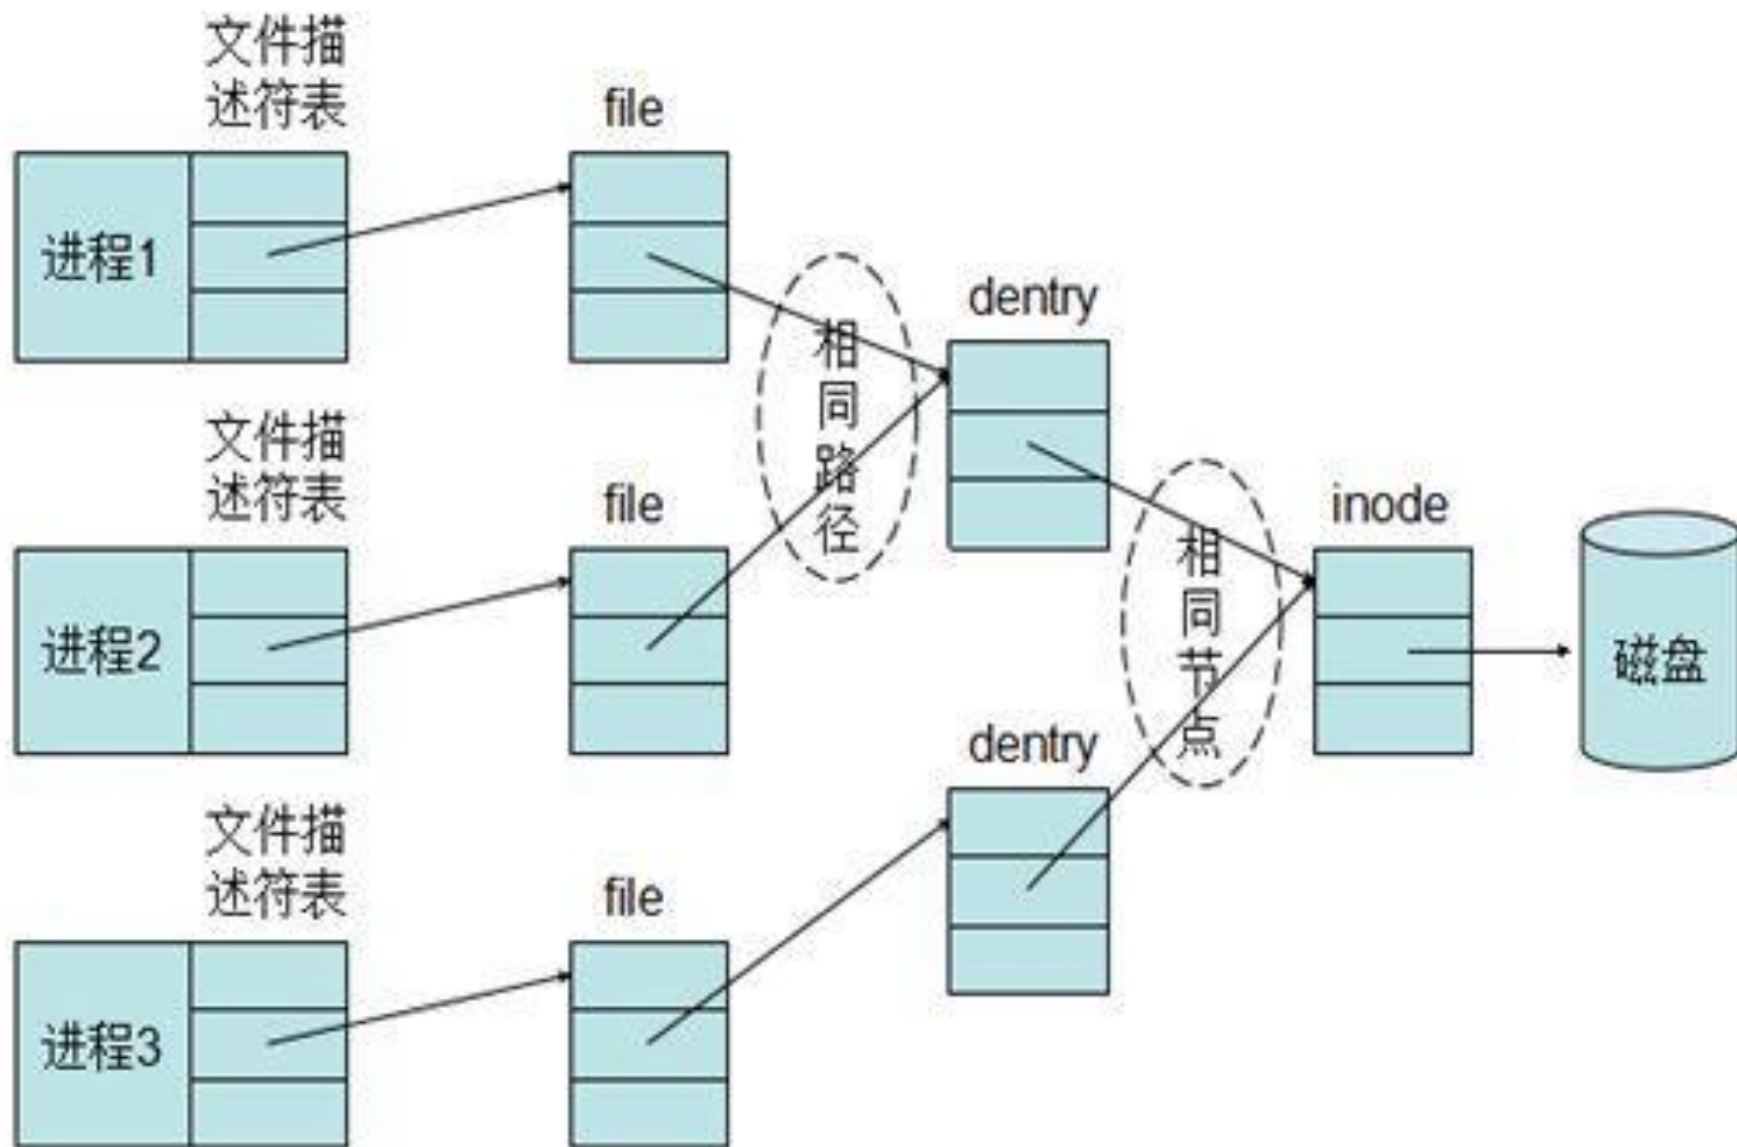 文件描
述符表
file
进程1
dentry
相
同
路
径
文件描
述符表
file
inode
进程2
相
同
节
点
磁盘
dentry
文件描
述符表
file
进程3